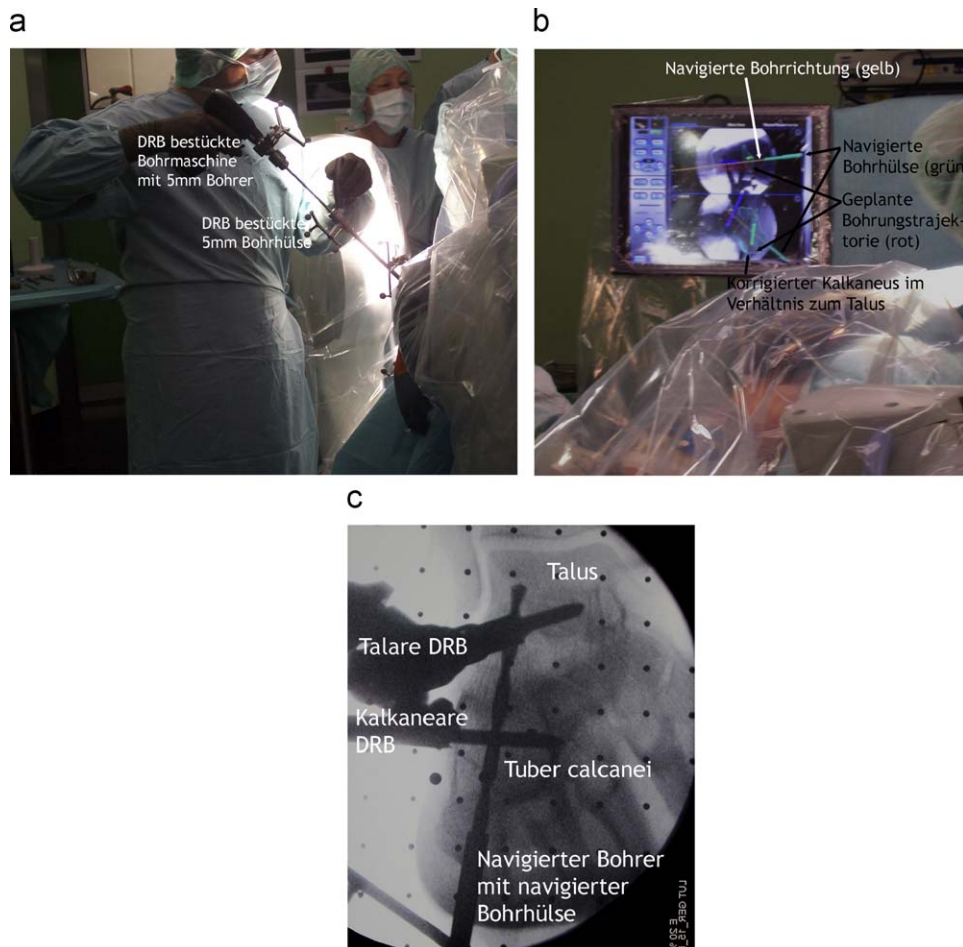 a
DRB bestückte
Bohrmaschine
mit 5mm Bohrer
DRB bestückte
5mm Bohrhülse
b
Navigierte Bohrrichtung (gelb)
Navigierte
Bohrhülse (grün
Geplante
Bohrungstrajek-
torie (rot)
Korrigierter Kalkaneus im
Verhältnis zum Talus
c
Talus
Talare DRB
Kalkaneare
DRB
Tuber calcanei
Navigierter Bohrer
mit navigierter
Bohrhülse